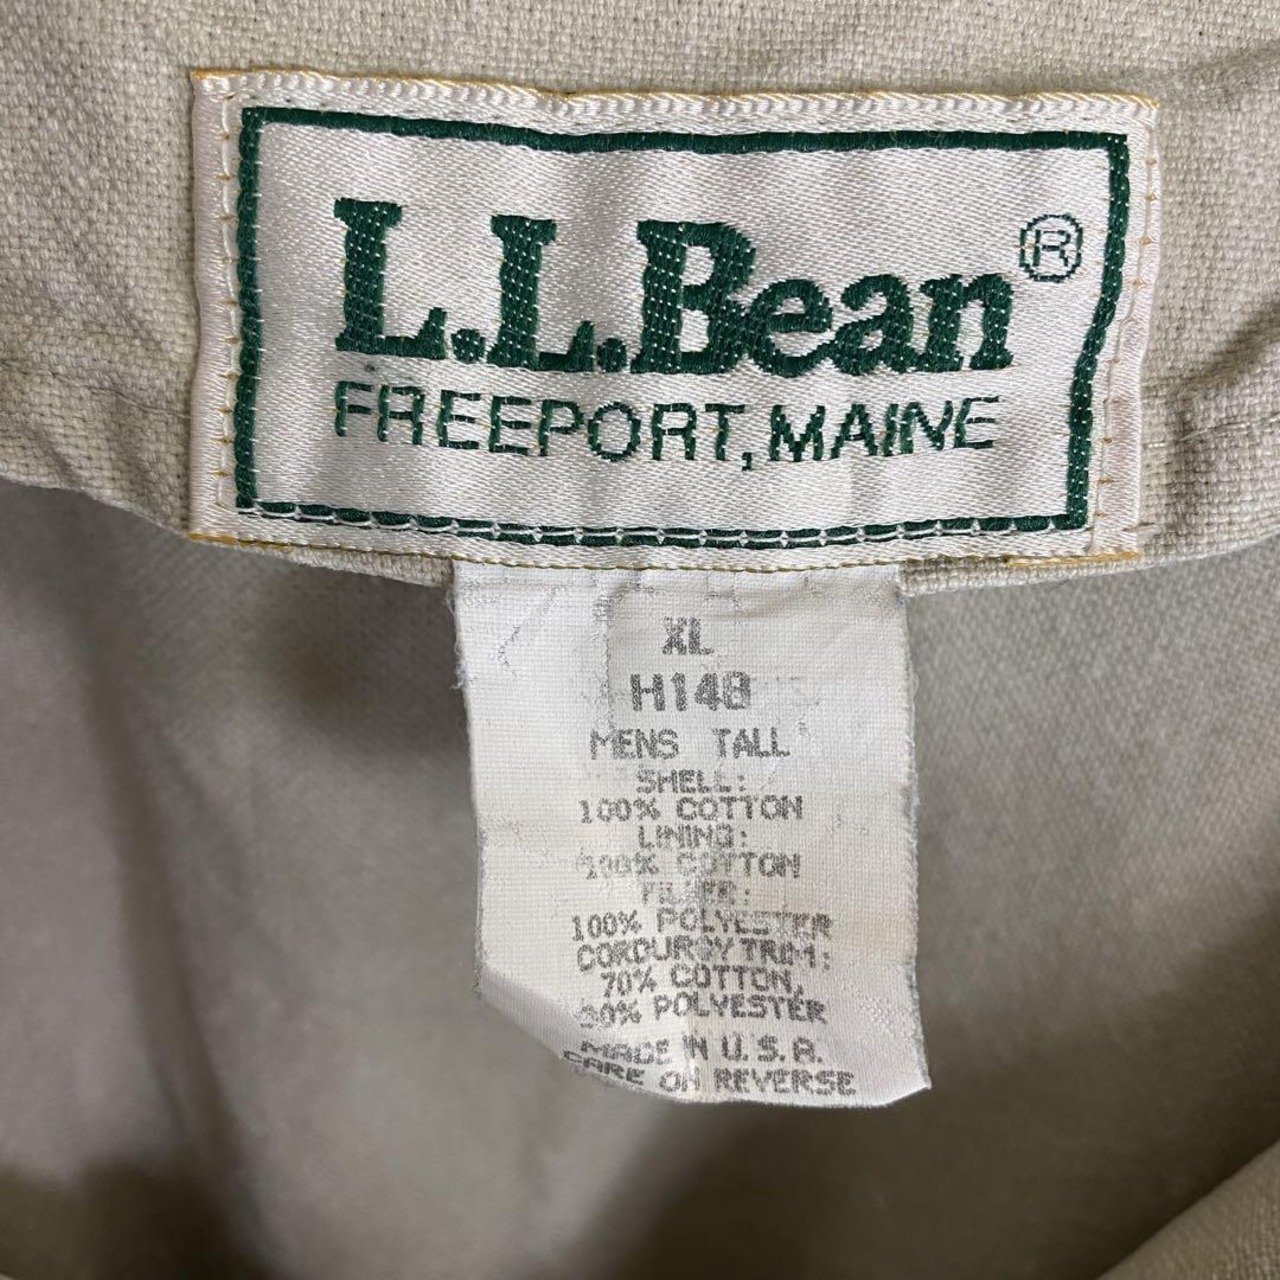 L.L.Bean®
FREEPORT, MAINE
XL
H14B
MENS TALL
SHELL:
100% COTTON
LINING:
100% COTTON
FILLER:
100% POLYESTER
CORDUROY TRIM:
70% COTTON,
30% POLYESTER
MADE IN U.S.A.
CARE ON REVERSE